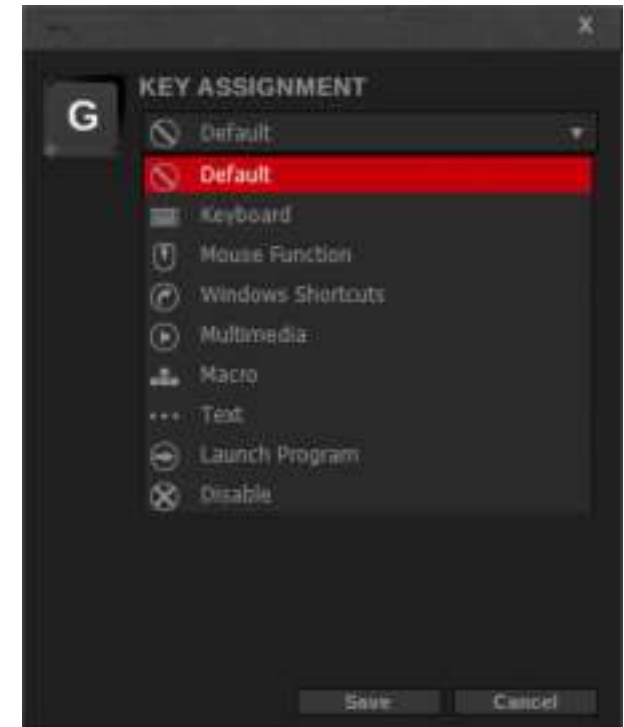 X
KEY ASSIGNMENT
G
Default
Default
Keyboard
Mouse Function
Windows Shortcuts
Multimedia
Macro
Text
Launch Program
Disable
Save Cancel